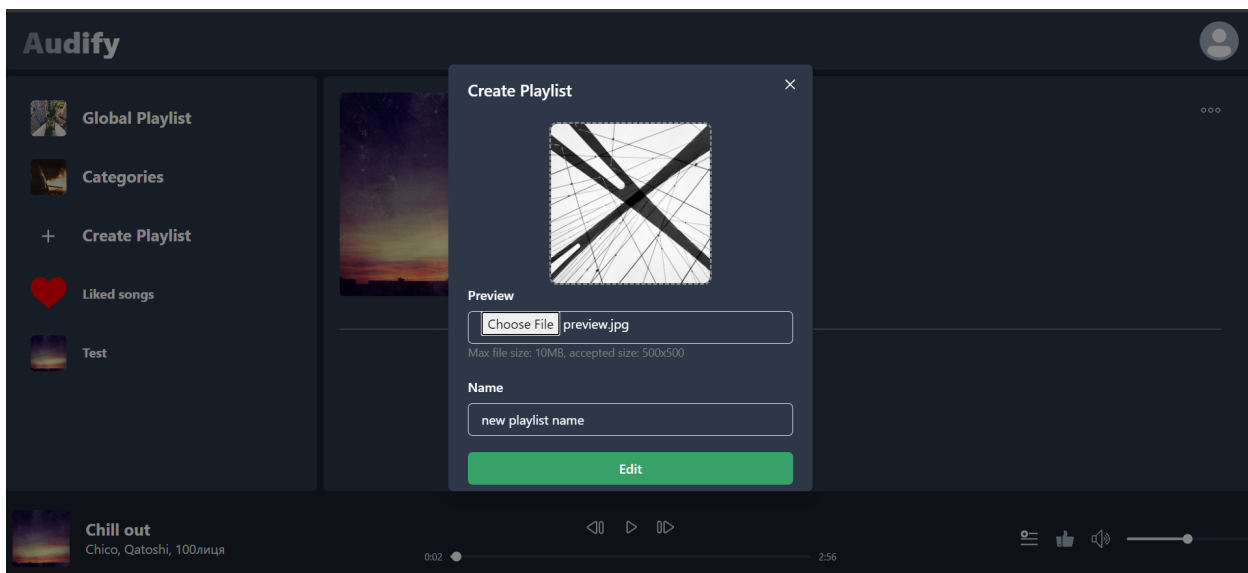 Audify
Global Playlist
Categories
Create Playlist
Liked songs
Test
Create Playlist
Preview
Choose File preview.jpg
Max file size: 10MB, accepted size: 500x500
Name
new playlist name
Edit
Chill out
Chico, Qatoshi, 100лиця
0:02
2:56